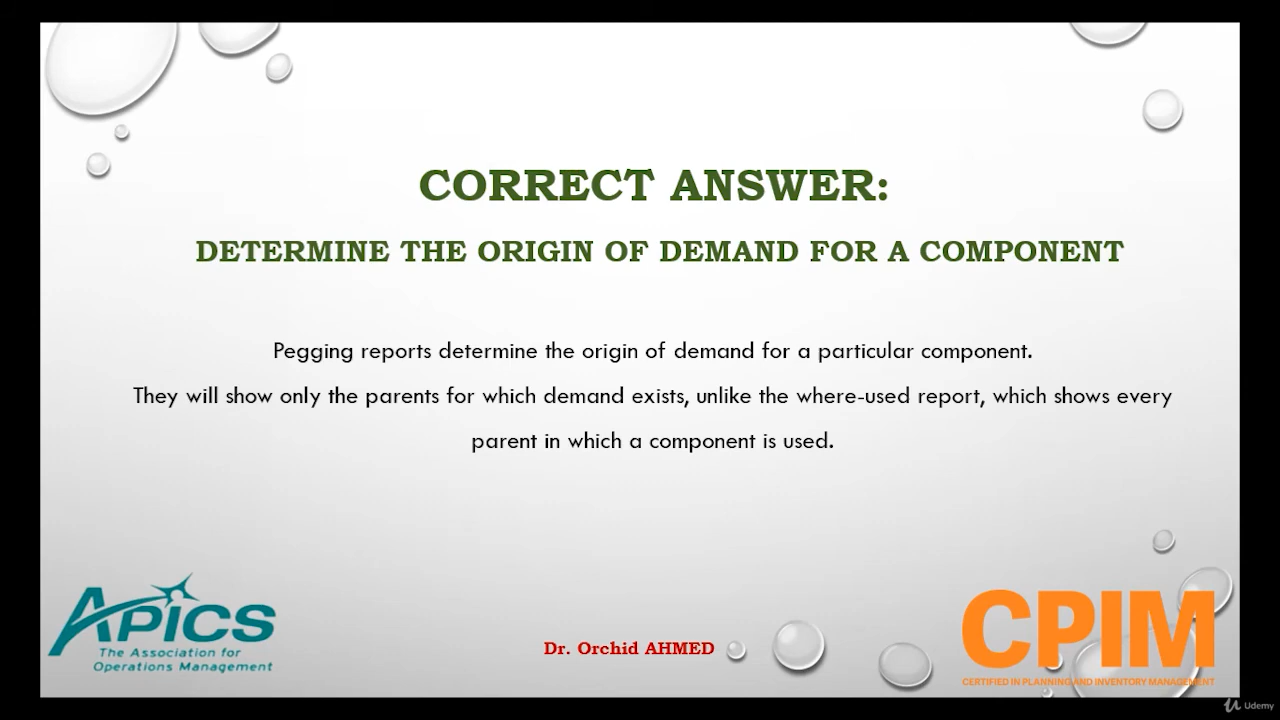 CORRECT ANSWER:
DETERMINE THE ORIGIN OF DEMAND FOR A COMPONENT
Pegging reports determine the origin of demand for a particular component.
They will show only the parents for which demand exists, unlike the where-used report, which shows every
parent in which a component is used.
APICS
The Association for
Operations Management
Dr. Orchid AHMED
CPIM
CERTIFIED IN PLANNING AND INVENTORY MANAGEMENT
Udemy